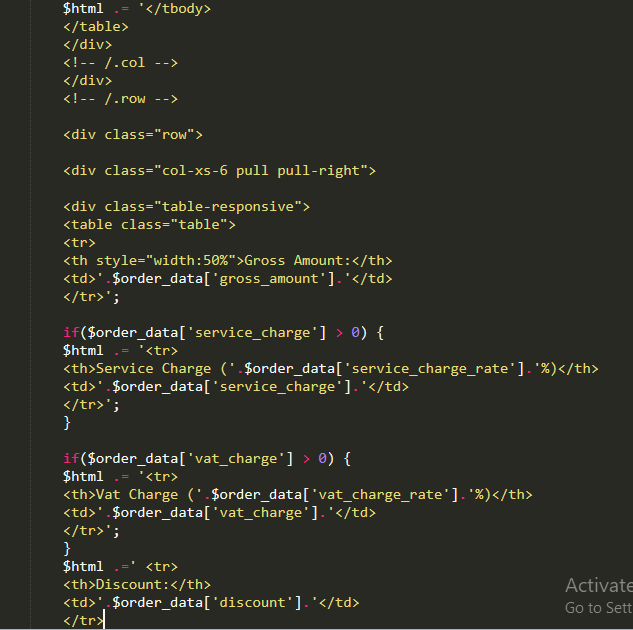 $html .= '</tbody>
</table>
</div>
<!-- /.col -->
</div>
<!-- /.row -->
<div class="row">
<div class="col-xs-6 pull pull-right">
<div class="table-responsive">
<table class="table">
<tr>
<th style="width:50%">Gross Amount:</th>
<td>'.$order_data['gross_amount'].'</td>
</tr>';
if($order_data['service_charge'] > 0) {
$html .= '<tr>
<th>Service Charge ('.$order_data['service_charge_rate'].'%)</th>
<td>'.$order_data['service_charge'].'</td>
</tr>';
}
if($order_data['vat_charge'] > 0) {
$html .= '<tr>
<th>Vat Charge ('.$order_data['vat_charge_rate'].'%)</th>
<td>'.$order_data['vat_charge'].'</td>
</tr>';
}
$html .=' <tr>
<th>Discount:</th>
<td>'.$order_data['discount'].'</td>
</tr>
Activate
Go to Sett